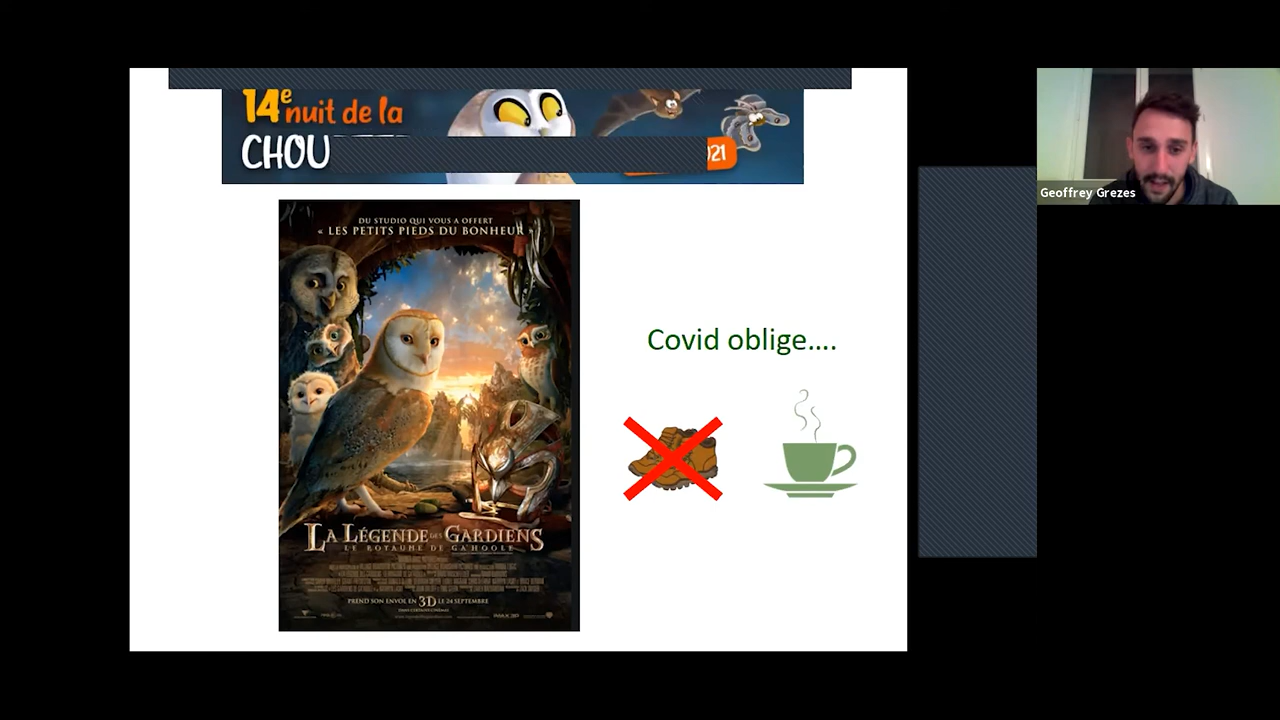 14e nuit de la
CHOU
21
Geoffrey Grezes
DU STUDIO QUI VOUS A OFFERT
« LES PETITS PIEDS DU BONHEUR »
Covid oblige....
LA LÉGENDE DES GARDIENS
LE ROYAUME DE GA'HOOLE
PREND SON ENVOL EN 3D LE 24 SEPTEMBRE